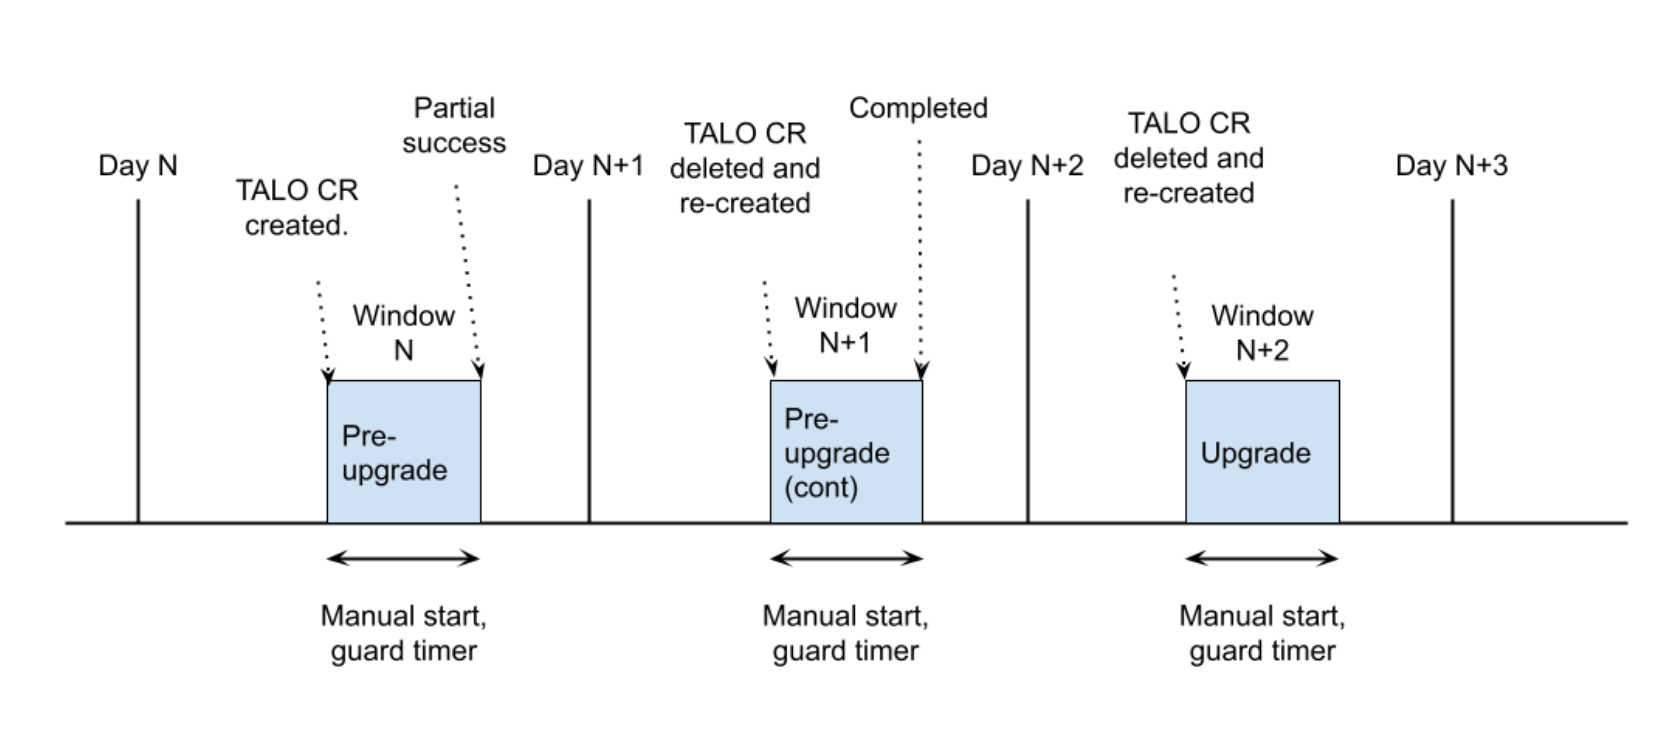 Day N
TALO CR
created.
Partial
success
Day N+1
TALO CR
deleted and
re-created
Completed
Day N+2
TALO CR
deleted and
re-created
Day N+3
Window
N
Window
N+1
Window
N+2
Pre-
upgrade
Pre-
upgrade
(cont)
Upgrade
Manual start,
guard timer
Manual start,
guard timer
Manual start,
guard timer